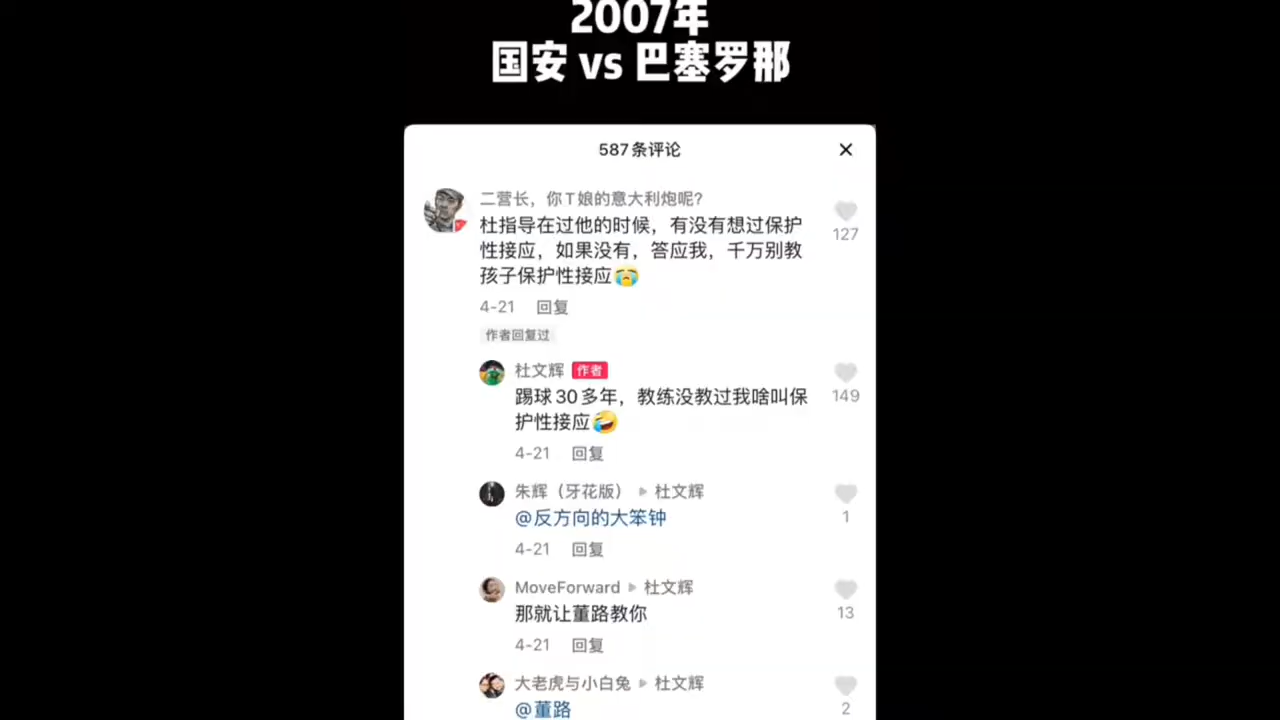 2007年
国安 vs 巴塞罗那
587条评论
二营长，你T娘的意大利炮呢？
杜指导在过他的时候，有没有想过保护
性接应，如果没有，答应我，千万别教
孩子保护性接应😭
127
4-21 回复
作者回复过
杜文辉 作者
踢球30多年，教练没教过我啥叫保
护性接应🤣
149
4-21 回复
朱辉（牙花版） ▶ 杜文辉
@反方向的大笨钟
1
4-21 回复
MoveForward ▶ 杜文辉
那就让董路教你
13
4-21 回复
大老虎与小白兔 ▶ 杜文辉
@董路
2